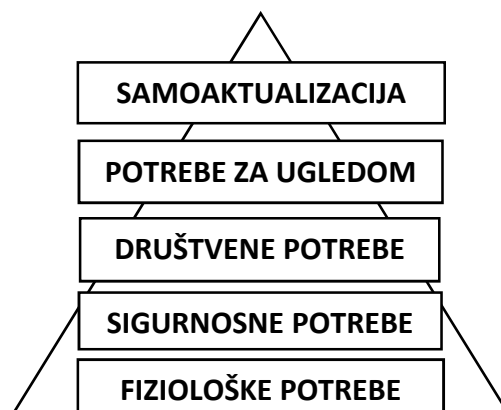 SAMOAKTUALIZACIJA
POTREBE ZA UGLEDOM
DRUŠTVENE POTREBE
SIGURNOSNE POTREBE
FIZIOLOŠKE POTREBE